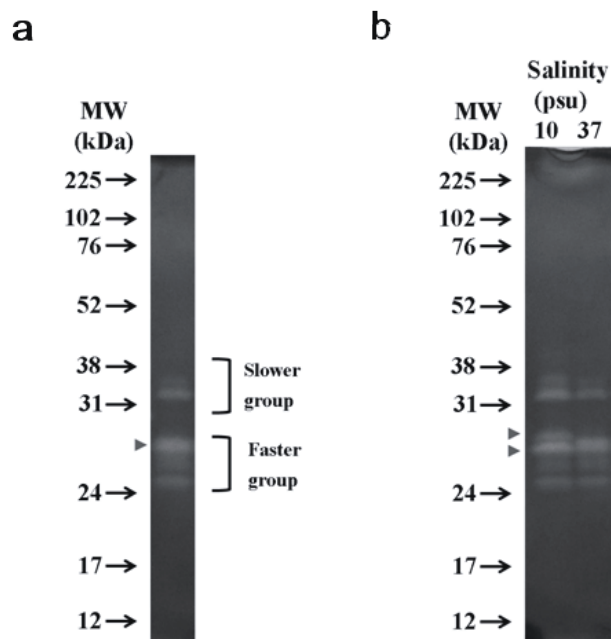 a
MW
(kDa)
225
102
76
52
38
31
24
17
12
Slower
group
Faster
group
b
Salinity
(psu)
MW
(kDa)
10 37
225
102
76
52
38
31
24
17
12